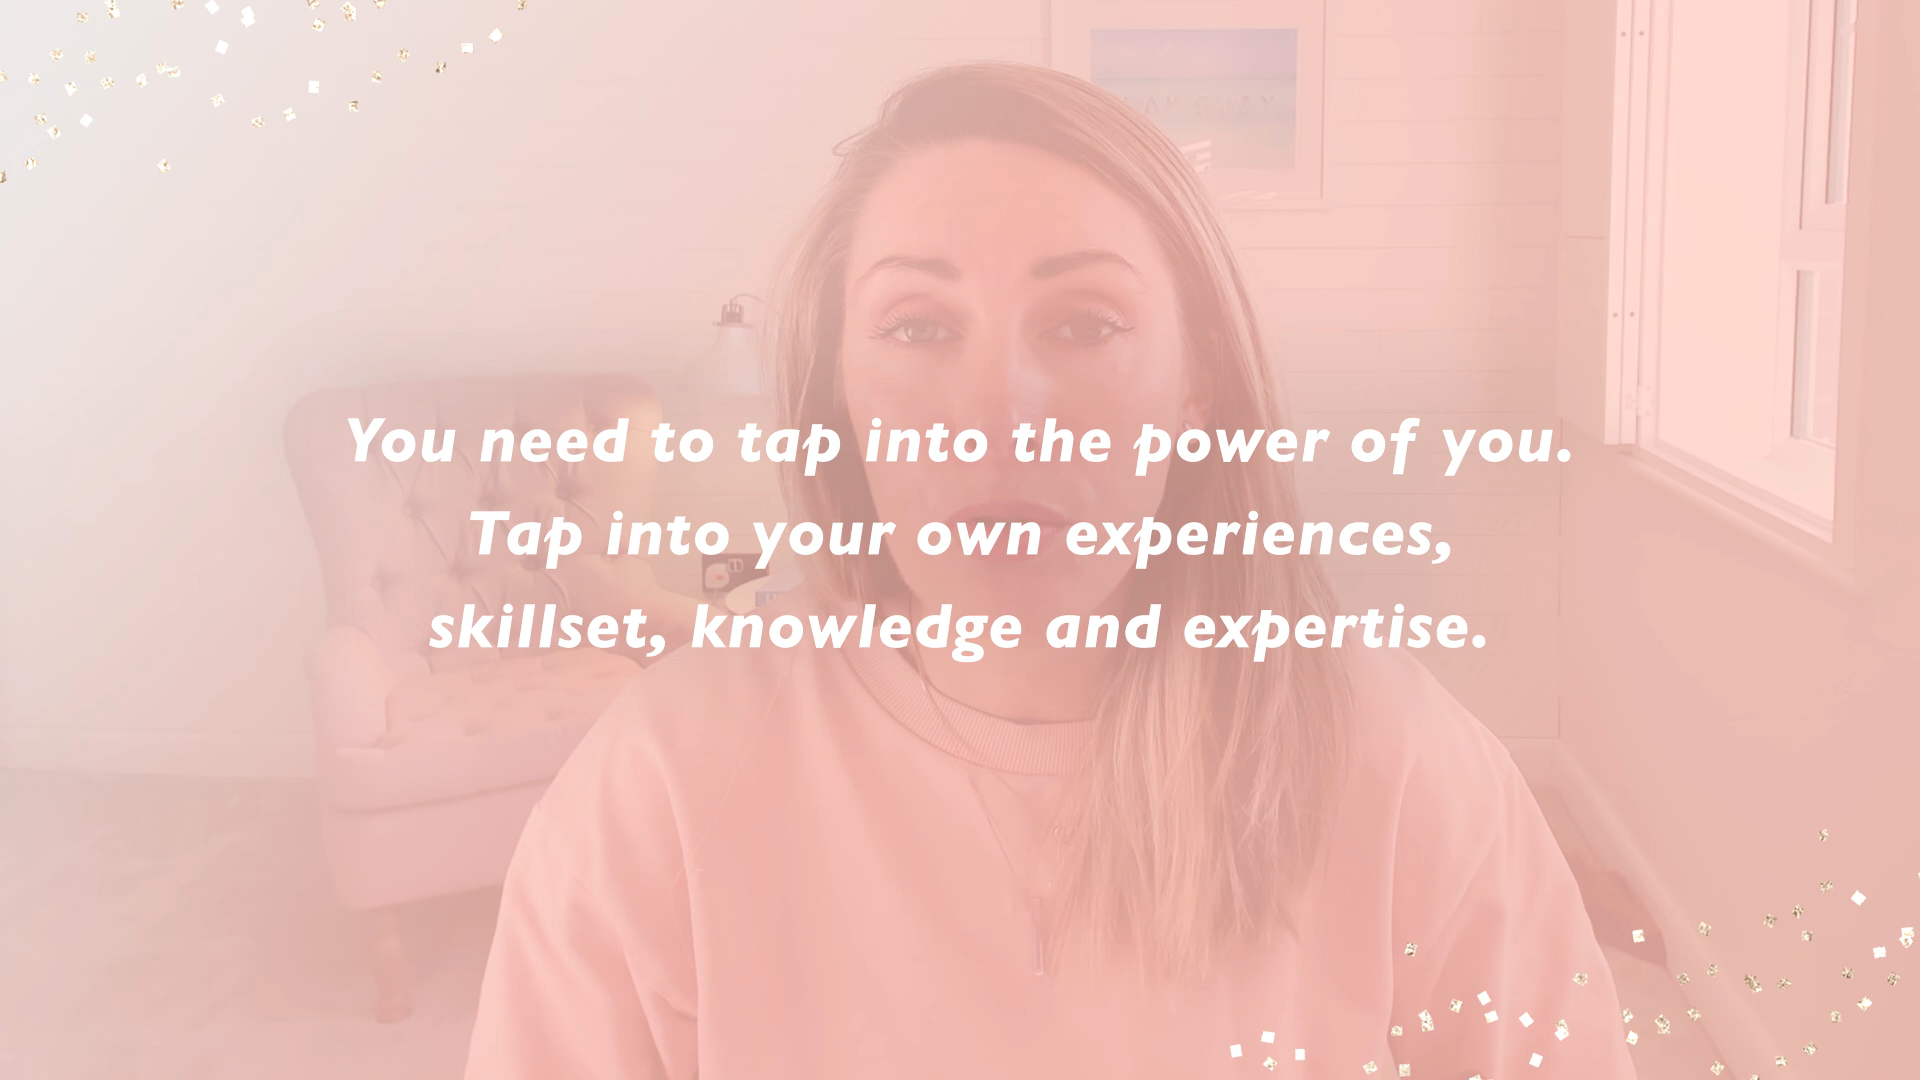 You need to tap into the power of you.
Tap into your own experiences,
skillset, knowledge and expertise.